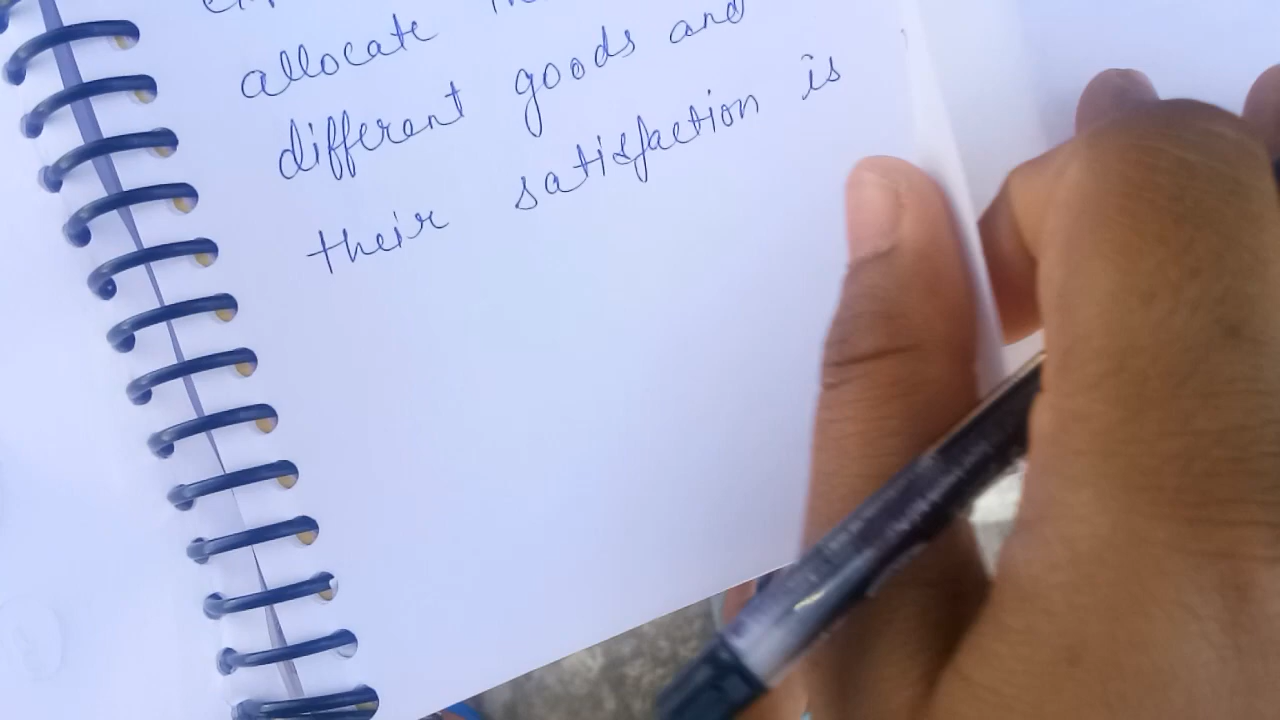 allocate
different goods and
their satisfaction is